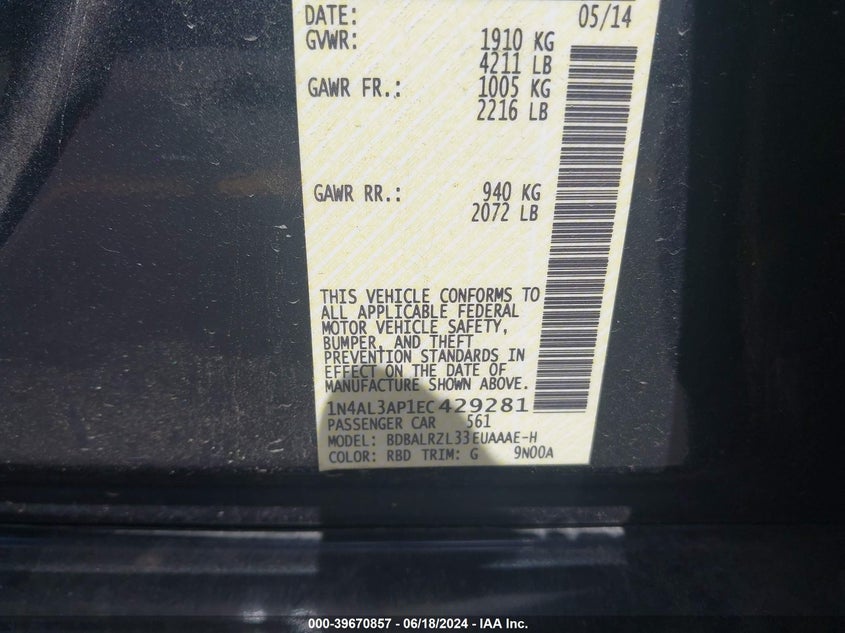 DATE: 05/14
GVWR: 1910 KG
4211 LB
GAWR FR.: 1005 KG
2216 LB
GAWR RR.: 940 KG
2072 LB
THIS VEHICLE CONFORMS TO
ALL APPLICABLE FEDERAL
MOTOR VEHICLE SAFETY,
BUMPER, AND THEFT
PREVENTION STANDARDS IN
EFFECT ON THE DATE OF
MANUFACTURE SHOWN ABOVE.
1N4AL3AP1EC429281
PASSENGER CAR 561
MODEL: BDBALRZL33EUAAAE-H
COLOR: RBD TRIM: G 9N00A
000-39670857 - 06/18/2024 - IAA Inc.